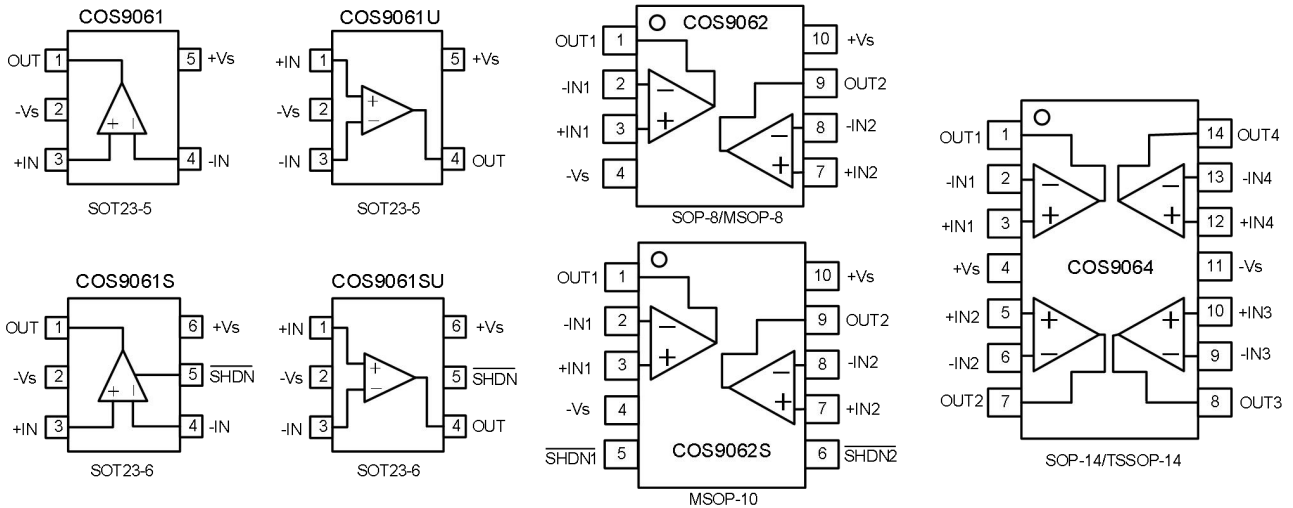 COS9061
OUT 1 5 +Vs
-Vs 2
+ −
+IN 3 4 -IN
SOT23-5
COS9061U
+IN 1 5 +Vs
+
-Vs 2
−
-IN 3 4 OUT
SOT23-5
COS9062
OUT1 1 10 +Vs
-IN1 2 − 9 OUT2
+IN1 3 + − 8 -IN2
-Vs 4 + 7 +IN2
SOP-8/MSOP-8
COS9061S
OUT 1 6 +Vs
-Vs 2 5 SHDN
+ −
+IN 3 4 -IN
SOT23-6
COS9061SU
+IN 1 6 +Vs
+
-Vs 2 5 SHDN
−
-IN 3 4 OUT
SOT23-6
OUT1 1 10 +Vs
-IN1 2 − 9 OUT2
+IN1 3 + − 8 -IN2
-Vs 4 + 7 +IN2
SHDN1 5 COS9062S 6 SHDN2
MSOP-10
OUT1 1 14 OUT4
-IN1 2 − − 13 -IN4
+IN1 3 + + 12 +IN4
+Vs 4 COS9064 11 -Vs
+IN2 5 + + 10 +IN3
-IN2 6 − − 9 -IN3
OUT2 7 8 OUT3
SOP-14/TSSOP-14